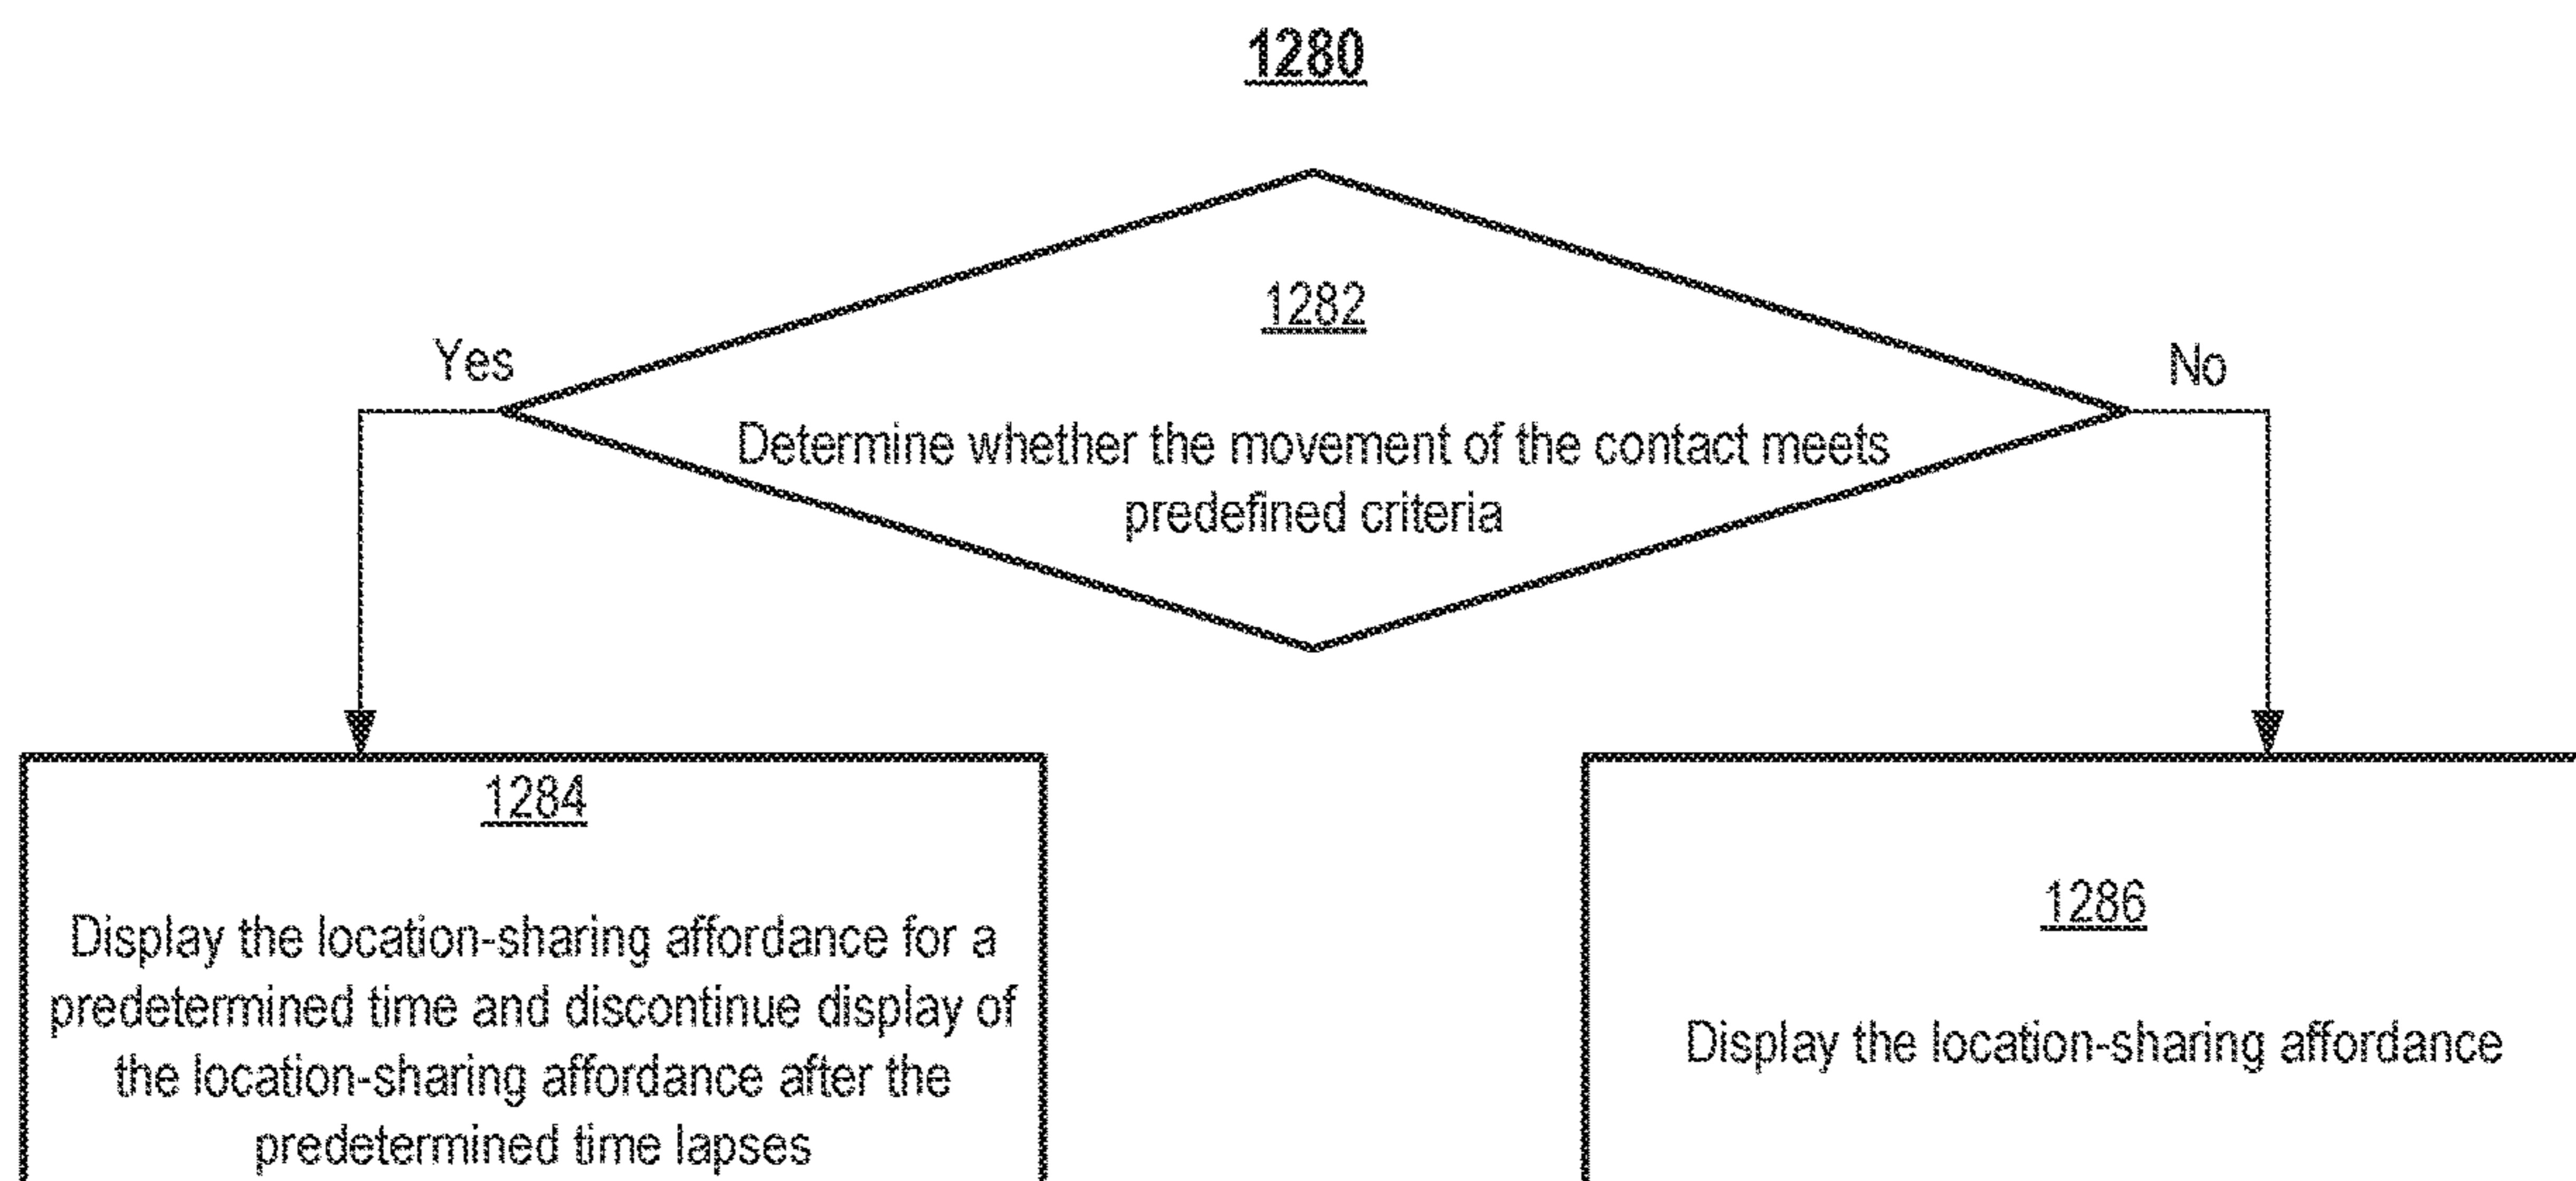 1280
1282
Yes
No
Determine whether the movement of the contact meets
predefined criteria
1284
Display the location-sharing affordance for a
predetermined time and discontinue display of
the location-sharing affordance after the
predetermined time lapses
1286
Display the location-sharing affordance